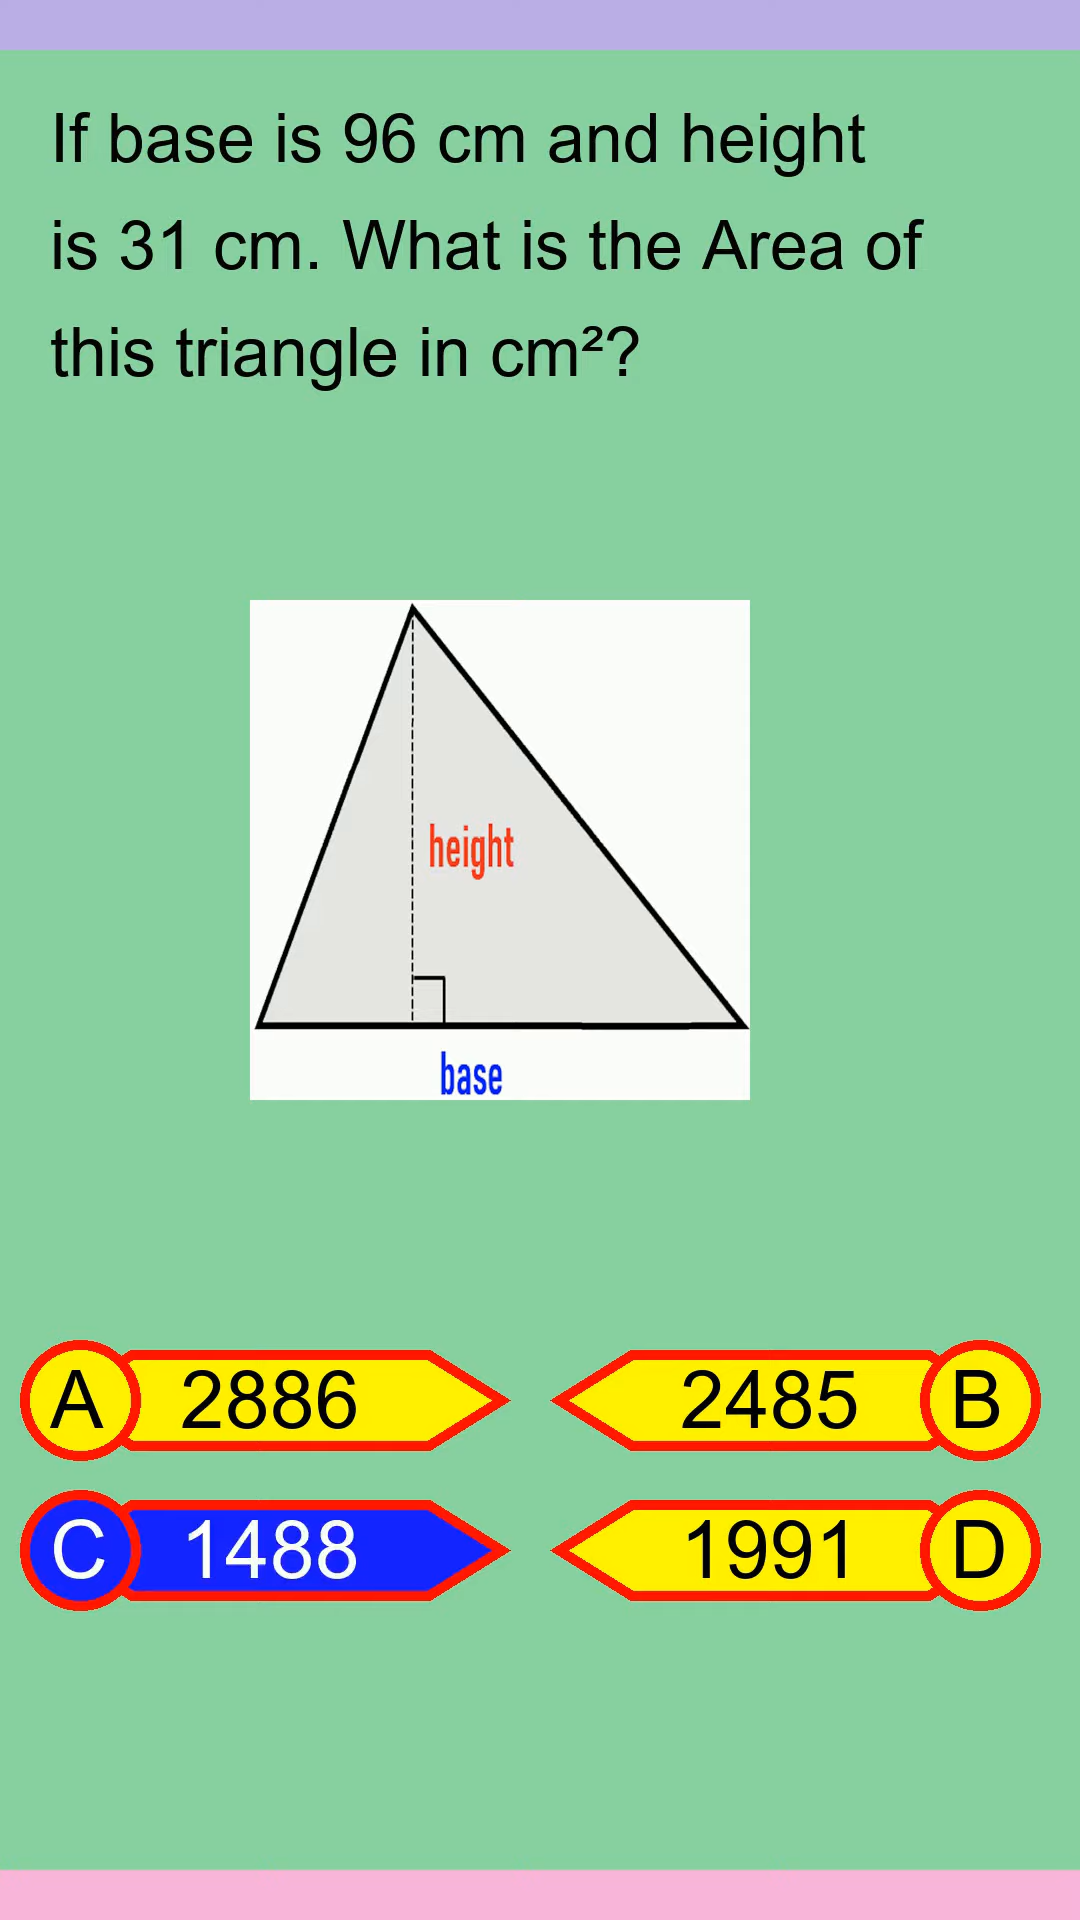 If base is 96 cm and height
is 31 cm. What is the Area of
this triangle in cm²?
height
base
A 2886
2485 B
C 1488
1991 D